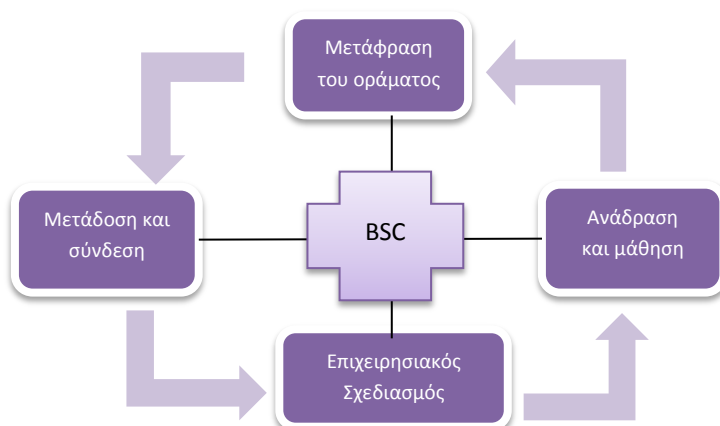 Μετάφραση
του οράματος
Μετάδοση και
σύνδεση
BSC
Ανάδραση
και μάθηση
Επιχειρησιακός
Σχεδιασμός